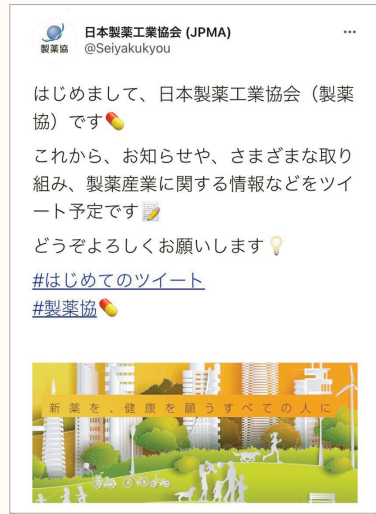 日本製薬工業協会 (JPMA)
製薬協
@Seiyakukyou
はじめまして、日本製薬工業協会（製薬
協）です💊
これから、お知らせや、さまざまな取り
組み、製薬産業に関する情報などをツイ
ート予定です📝
どうぞよろしくお願いします💡
#はじめてのツイート
#製薬協💊
新薬を、健康を願うすべての人に